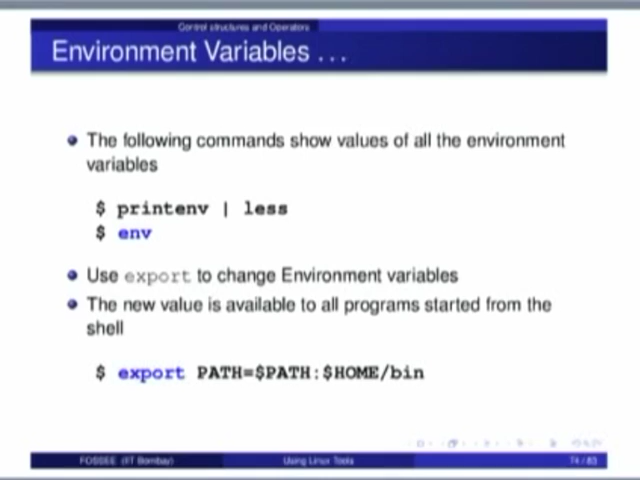 Control structures and Operators
Environment Variables . . .
The following commands show values of all the environment
variables
$ printenv | less
$ env
Use export to change Environment variables
The new value is available to all programs started from the
shell
$ export PATH=$PATH:$HOME/bin
FOSSEE (IIT Bombay)
Using Linux Tools
74 / 83